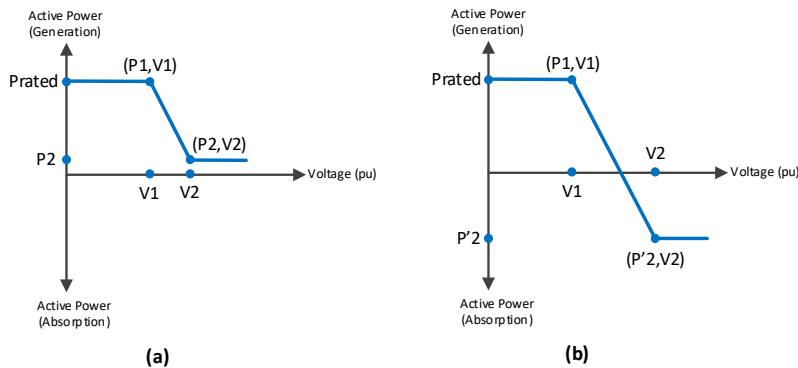 Active Power
(Generation)
(P1,V1)
Prated
(P2,V2)
P2
V1
V2
Voltage (pu)
Active Power
(Absorption)
(a)
Active Power
(Generation)
(P1,V1)
Prated
V2
Voltage (pu)
V1
P'2
(P'2,V2)
Active Power
(Absorption)
(b)